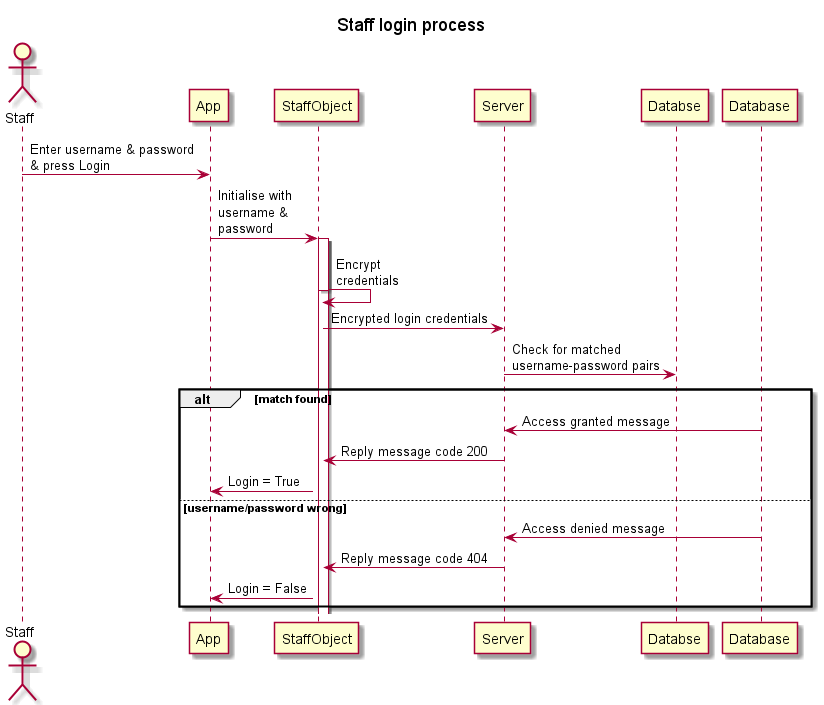 Staff login process
Staff
App
StaffObject
Server
Databse
Database
Enter username & password
& press Login
Initialise with
username &
password
Encrypt
credentials
Encrypted login credentials
Check for matched
username-password pairs
alt
[match found]
Access granted message
Reply message code 200
Login = True
[username/password wrong]
Access denied message
Reply message code 404
Login = False
Staff
App
StaffObject
Server
Databse
Database